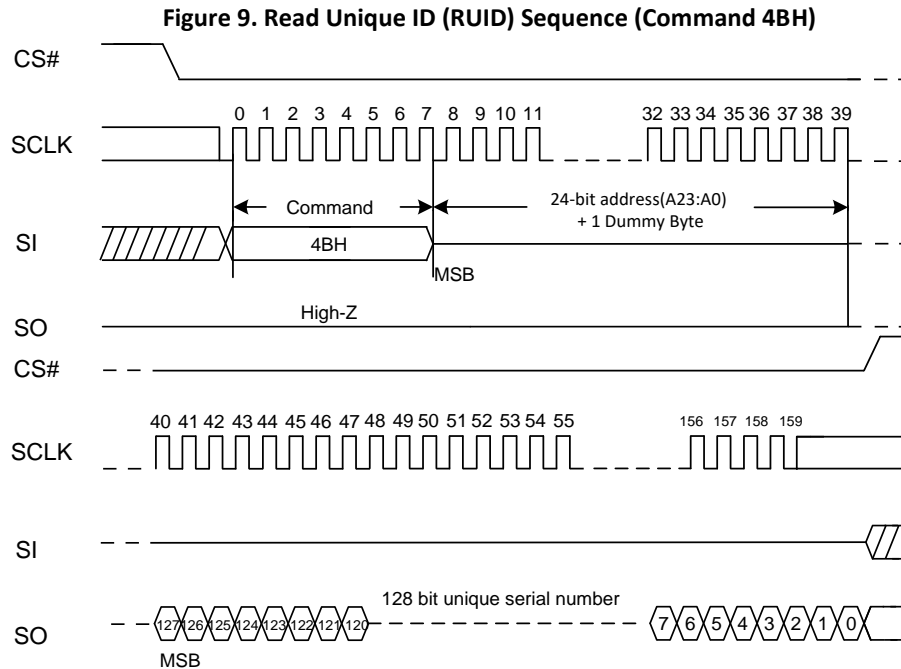 Figure 9. Read Unique ID (RUID) Sequence (Command 4BH)
CS#
0 1 2 3 4 5 6 7 8 9 10 11 32 33 34 35 36 37 38 39
SCLK
Command
24-bit address(A23:A0)
+ 1 Dummy Byte
SI
4BH
MSB
High-Z
SO
CS#
40 41 42 43 44 45 46 47 48 49 50 51 52 53 54 55 156 157 158 159
SCLK
SI
128 bit unique serial number
SO
127 126 125 124 123 122 121 120 7 6 5 4 3 2 1 0
MSB